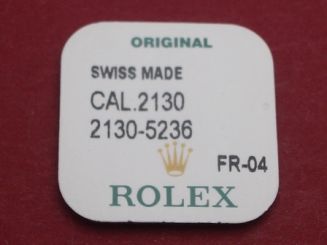 ORIGINAL
SWISS MADE
CAL.2130
2130-5236
FR-04
ROLEX